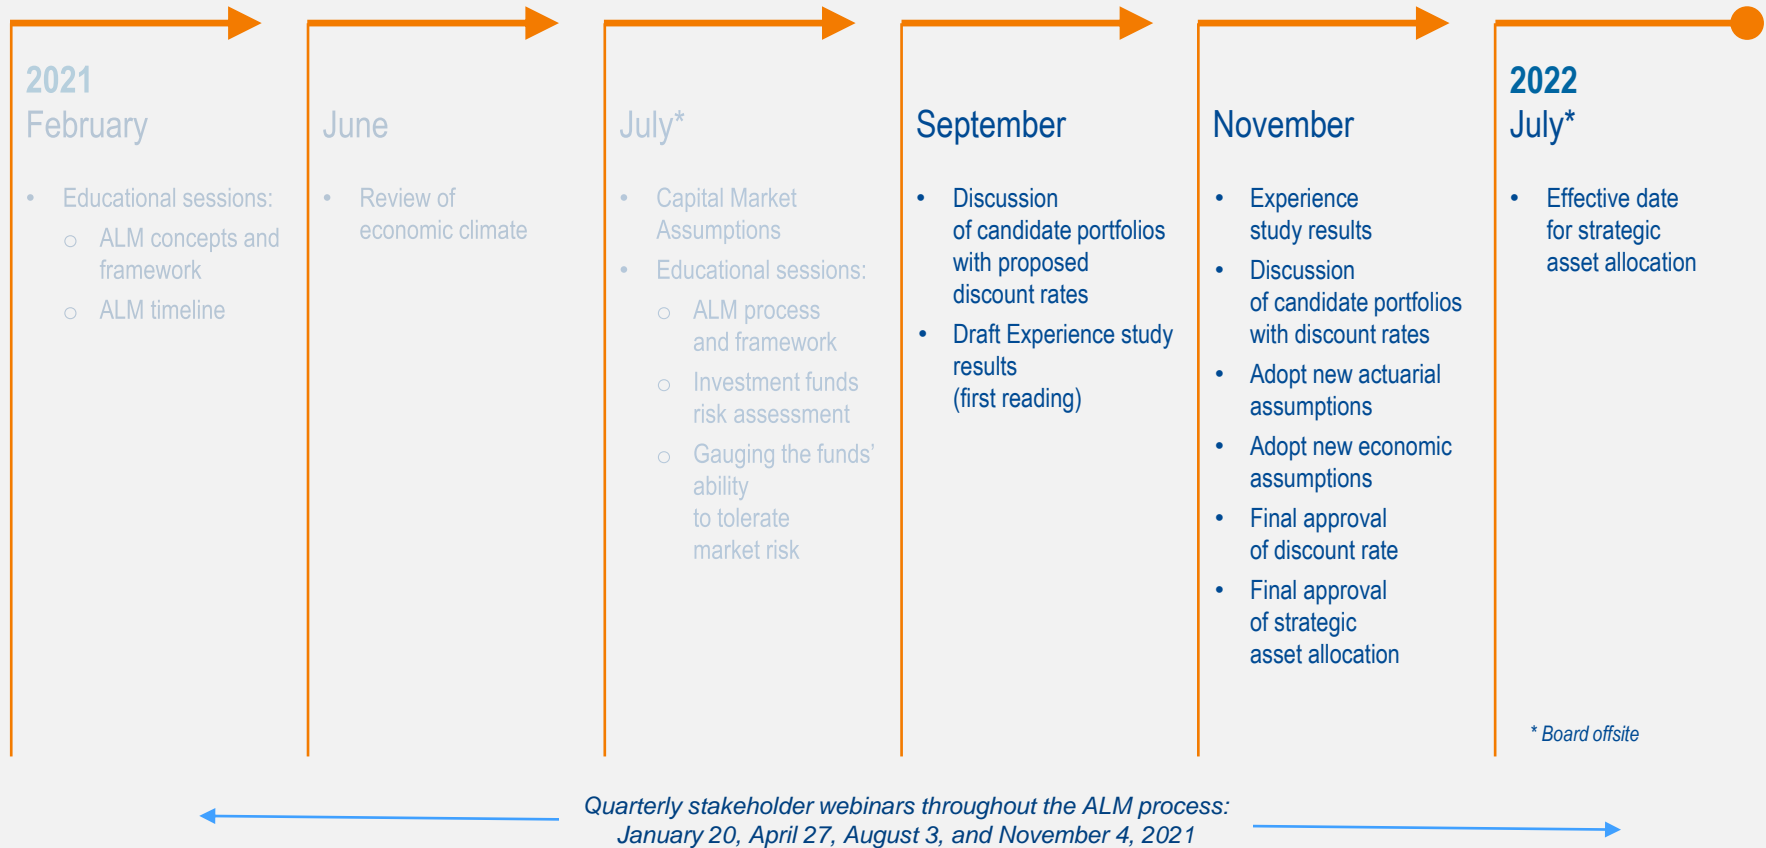 2021
February
• Educational sessions:
o ALM concepts and
framework
o ALM timeline
June
• Review of
economic climate
July*
• Capital Market
Assumptions
• Educational sessions:
o ALM process
and framework
o Investment funds
risk assessment
o Gauging the funds’
ability
to tolerate
market risk
September
• Discussion
of candidate portfolios
with proposed
discount rates
• Draft Experience study
results
(first reading)
November
• Experience
study results
• Discussion
of candidate portfolios
with discount rates
• Adopt new actuarial
assumptions
• Adopt new economic
assumptions
• Final approval
of discount rate
• Final approval
of strategic
asset allocation
2022
July*
• Effective date
for strategic
asset allocation
* Board offsite
Quarterly stakeholder webinars throughout the ALM process:
January 20, April 27, August 3, and November 4, 2021